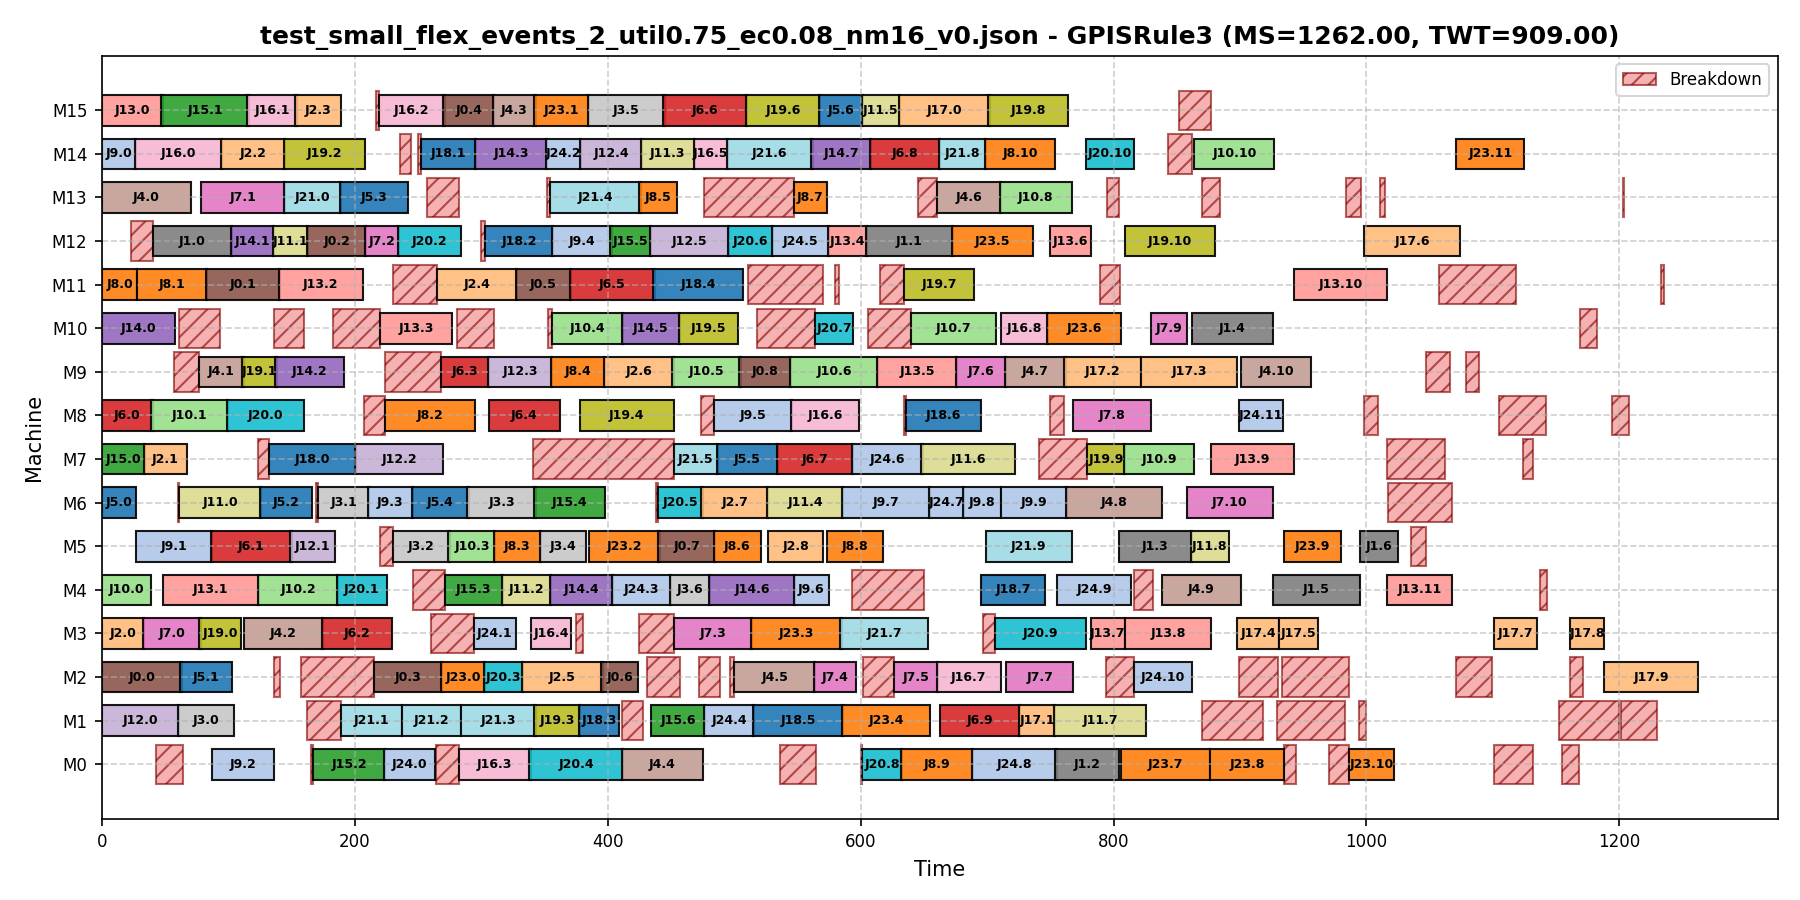 test_small_flex_events_2_util0.75_ec0.08_nm16_v0.json - GPISRule3 (MS=1262.00, TWT=909.00)
Breakdown
M15 J13.0 J15.1 J16.1 J2.3 J16.2 J0.4 J4.3 J23.1 J3.5 J6.6 J19.6 J5.6 J11.5 J17.0 J19.8
M14 J9.0 J16.0 J2.2 J19.2 J18.1 J14.3 J24.2 J12.4 J11.3 J16.5 J21.6 J14.7 J6.8 J21.8 J8.10 J20.10 J10.10 J23.11
M13 J4.0 J7.1 J21.0 J5.3 J21.4 J8.5 J8.7 J4.6 J10.8
M12 J1.0 J14.1 J11.1 J0.2 J7.2 J20.2 J18.2 J9.4 J15.5 J12.5 J20.6 J24.5 J13.4 J1.1 J23.5 J13.6 J19.10 J17.6
M11 J8.0 J8.1 J0.1 J13.2 J2.4 J0.5 J6.5 J18.4 J19.7 J13.10
M10 J14.0 J13.3 J10.4 J14.5 J19.5 J20.7 J10.7 J16.8 J23.6 J7.9 J1.4
M9 J4.1 J19.1 J14.2 J6.3 J12.3 J8.4 J2.6 J10.5 J0.8 J10.6 J13.5 J7.6 J4.7 J17.2 J17.3 J4.10
M8 J6.0 J10.1 J20.0 J8.2 J6.4 J19.4 J9.5 J16.6 J18.6 J7.8 J24.11
M7 J15.0 J2.1 J18.0 J12.2 J21.5 J5.5 J6.7 J24.6 J11.6 J19.9 J10.9 J13.9
M6 J5.0 J11.0 J5.2 J3.1 J9.3 J5.4 J3.3 J15.4 J20.5 J2.7 J11.4 J9.7 J24.7 J9.8 J9.9 J4.8 J7.10
M5 J9.1 J6.1 J12.1 J3.2 J10.3 J8.3 J3.4 J23.2 J0.7 J8.6 J2.8 J8.8 J21.9 J1.3 J11.8 J23.9 J1.6
M4 J10.0 J13.1 J10.2 J20.1 J15.3 J11.2 J14.4 J24.3 J3.6 J14.6 J9.6 J18.7 J24.9 J4.9 J1.5 J13.11
M3 J2.0 J7.0 J19.0 J4.2 J6.2 J24.1 J16.4 J7.3 J23.3 J21.7 J20.9 J13.7 J13.8 J17.4 J17.5 J17.7 J17.8
M2 J0.0 J5.1 J0.3 J23.0 J20.3 J2.5 J0.6 J4.5 J7.4 J7.5 J16.7 J7.7 J24.10 J17.9
M1 J12.0 J3.0 J21.1 J21.2 J21.3 J19.3 J18.3 J15.6 J24.4 J18.5 J23.4 J6.9 J17.1 J11.7
M0 J9.2 J15.2 J24.0 J16.3 J20.4 J4.4 J20.8 J8.9 J24.8 J1.2 J23.7 J23.8 J23.10
Machine
0 200 400 600 800 1000 1200
Time